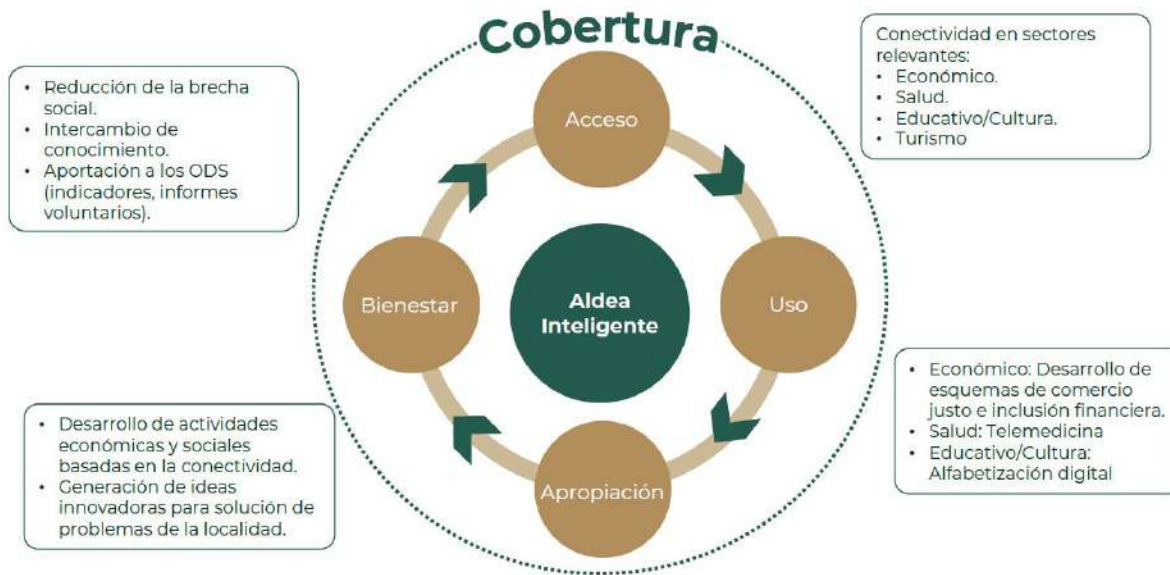 Cobertura
Conectividad en sectores
relevantes:
• Económico.
• Salud.
• Educativo/Cultura.
• Turismo
• Reducción de la brecha
social.
• Intercambio de
conocimiento.
• Aportación a los ODS
(indicadores, informes
voluntarios).
Acceso
Bienestar
Aldea
Inteligente
Uso
Apropiación
• Económico: Desarrollo de
esquemas de comercio
justo e inclusión financiera.
• Salud: Telemedicina
• Educativo/Cultura:
Alfabetización digital
• Desarrollo de actividades
económicas y sociales
basadas en la conectividad.
• Generación de ideas
innovadoras para solución de
problemas de la localidad.